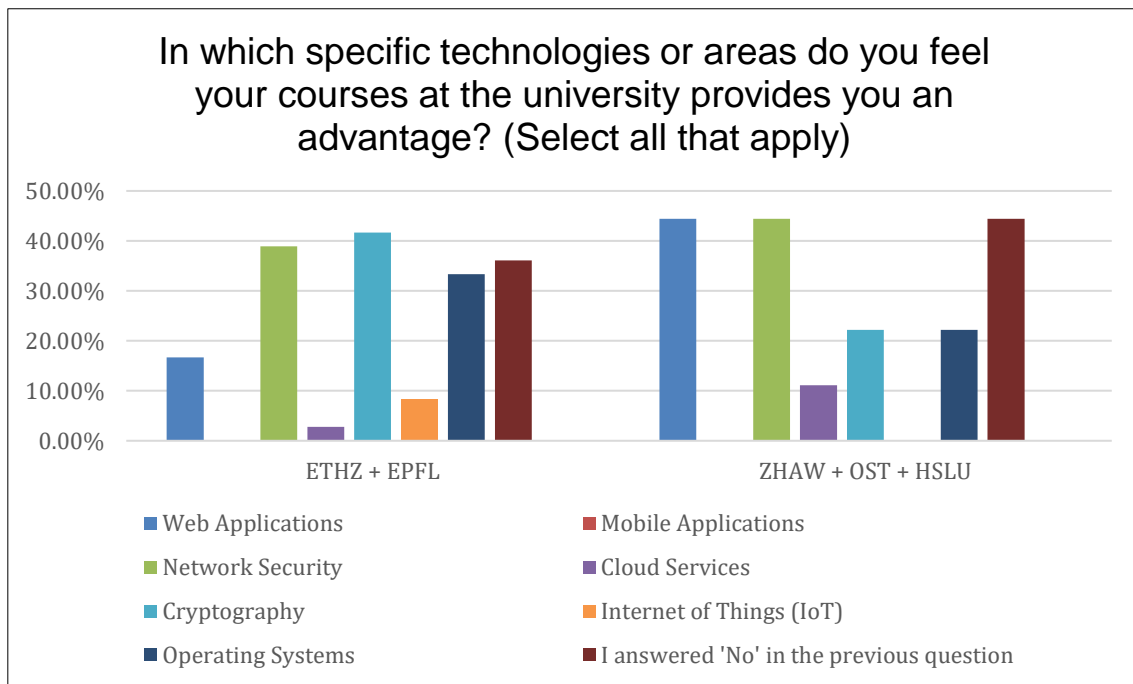 In which specific technologies or areas do you feel
your courses at the university provides you an
advantage? (Select all that apply)
50.00%
40.00%
30.00%
20.00%
10.00%
0.00%
ETHZ + EPFL
ZHAW + OST + HSLU
Web Applications
Mobile Applications
Network Security
Cloud Services
Cryptography
Internet of Things (IoT)
Operating Systems
I answered 'No' in the previous question